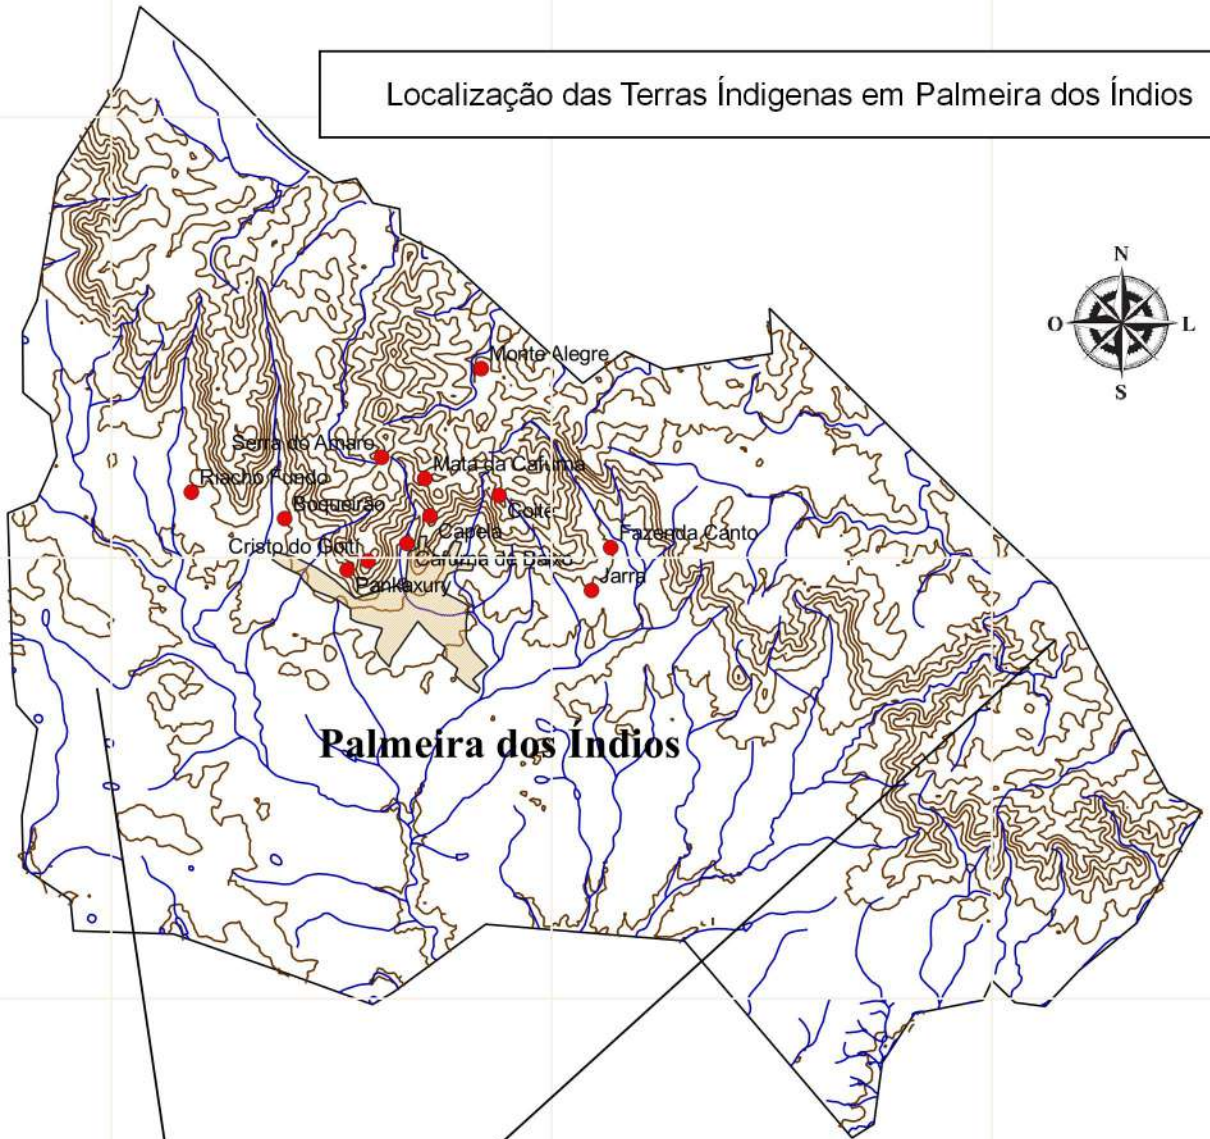 Localização das Terras Índigenas em Palmeira dos Índios
N
O
L
S
Monte Alegre
Serra do Amaro
Mata da Cafurna
Riacho Fundo
Boqueirão
Coité
Capela
Fazenda Canto
Cristo do Goiti
Cafurna de Baixo
Jarra
Pankaxury
Palmeira dos Índios